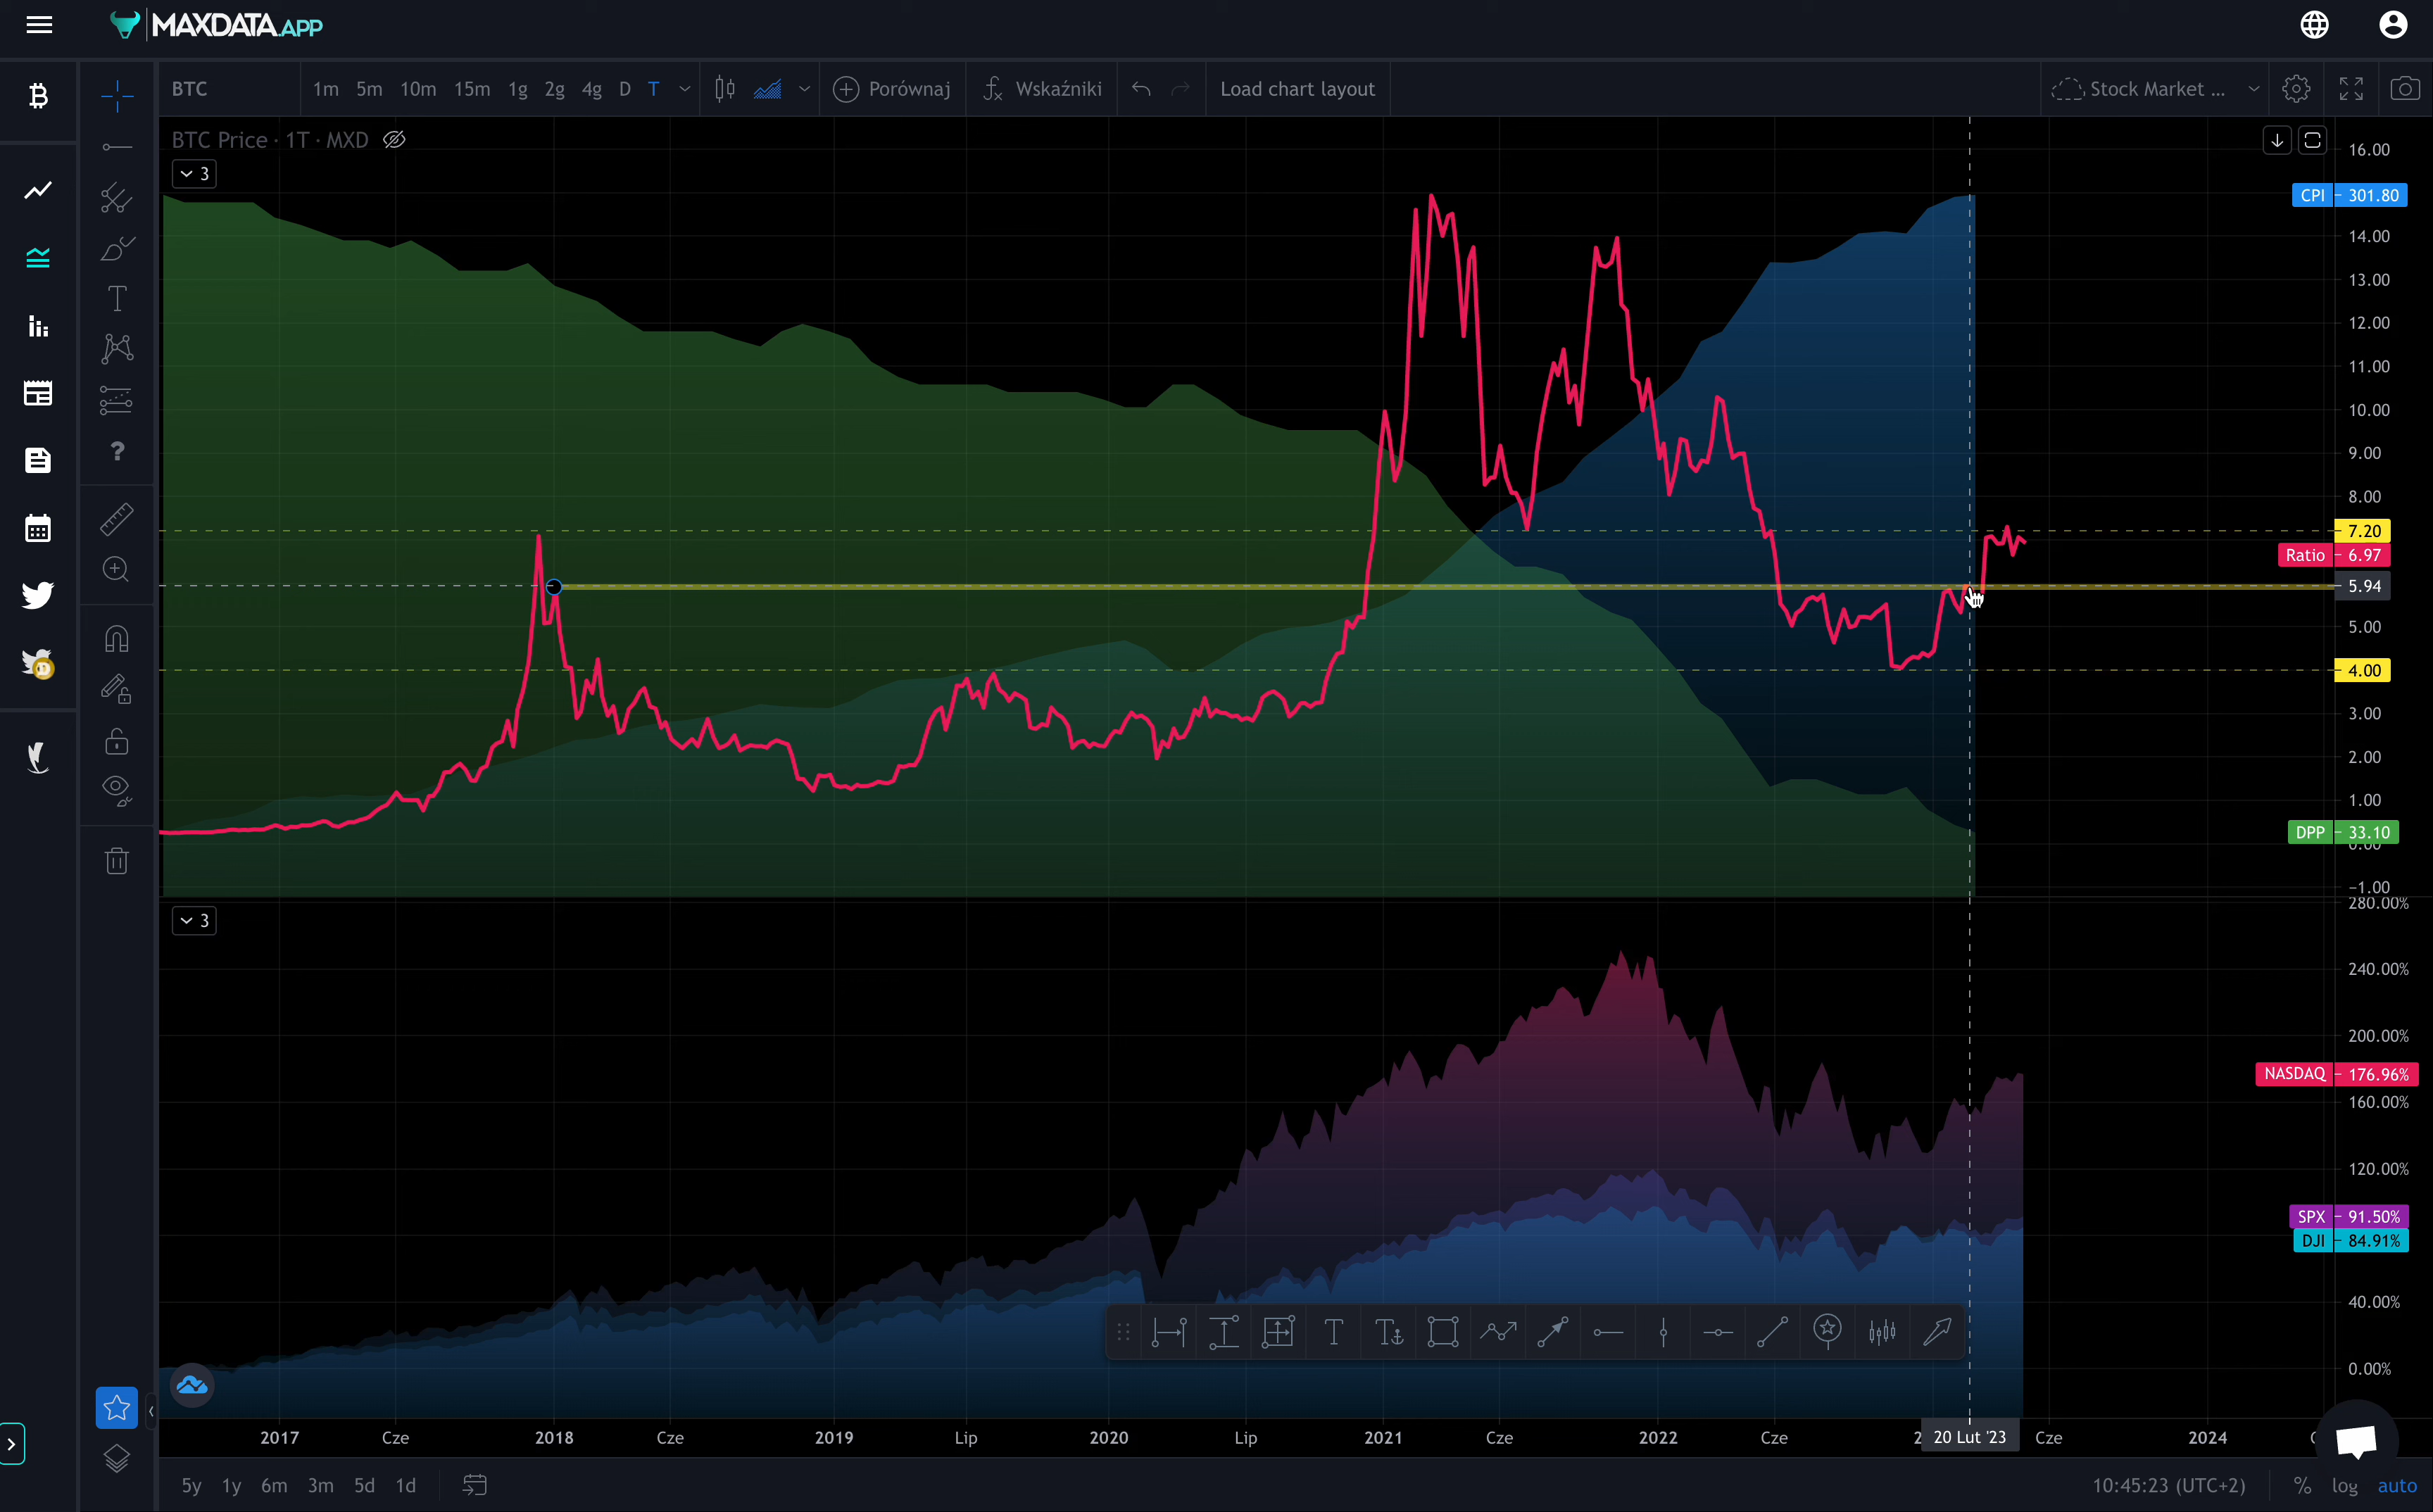 MAXDATA.APP
BTC 1m 5m 10m 15m 1g 2g 4g D T Porównaj Wskaźniki Load chart layout Stock Market ...
BTC Price · 1T · MXD
3
16.00
CPI 301.80
14.00
13.00
12.00
11.00
10.00
9.00
8.00
7.20
Ratio 6.97
5.94
5.00
4.00
3.00
2.00
1.00
DPP 33.10
0.00
−1.00
280.00%
3
240.00%
200.00%
NASDAQ 176.96%
160.00%
120.00%
SPX 91.50%
DJI 84.91%
40.00%
0.00%
2017 Cze 2018 Cze 2019 Lip 2020 Lip 2021 Cze 2022 Cze 20 Lut '23 Cze 2024
5y 1y 6m 3m 5d 1d 10:45:23 (UTC+2) % log auto